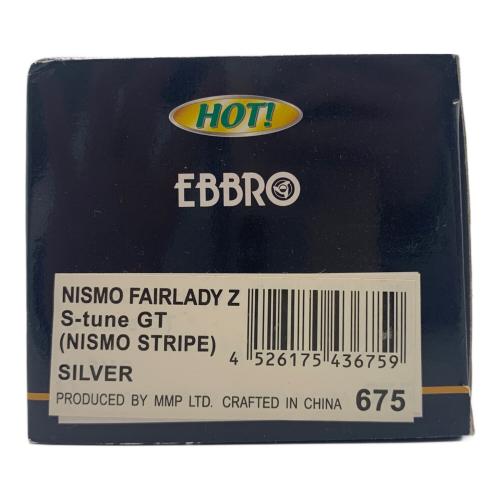 HOT!
EBBRO
NISMO FAIRLADY Z
S-tune GT
(NISMO STRIPE)
4 526175 436759
SILVER
PRODUCED BY MMP LTD. CRAFTED IN CHINA 675